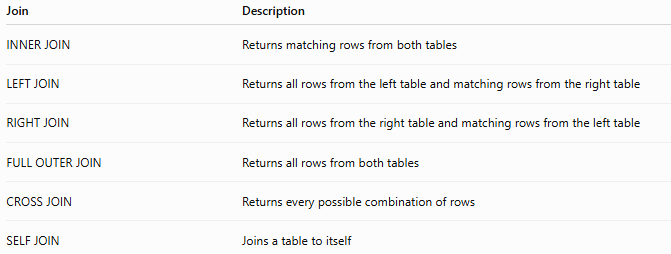 Join Description
INNER JOIN Returns matching rows from both tables
LEFT JOIN Returns all rows from the left table and matching rows from the right table
RIGHT JOIN Returns all rows from the right table and matching rows from the left table
FULL OUTER JOIN Returns all rows from both tables
CROSS JOIN Returns every possible combination of rows
SELF JOIN Joins a table to itself